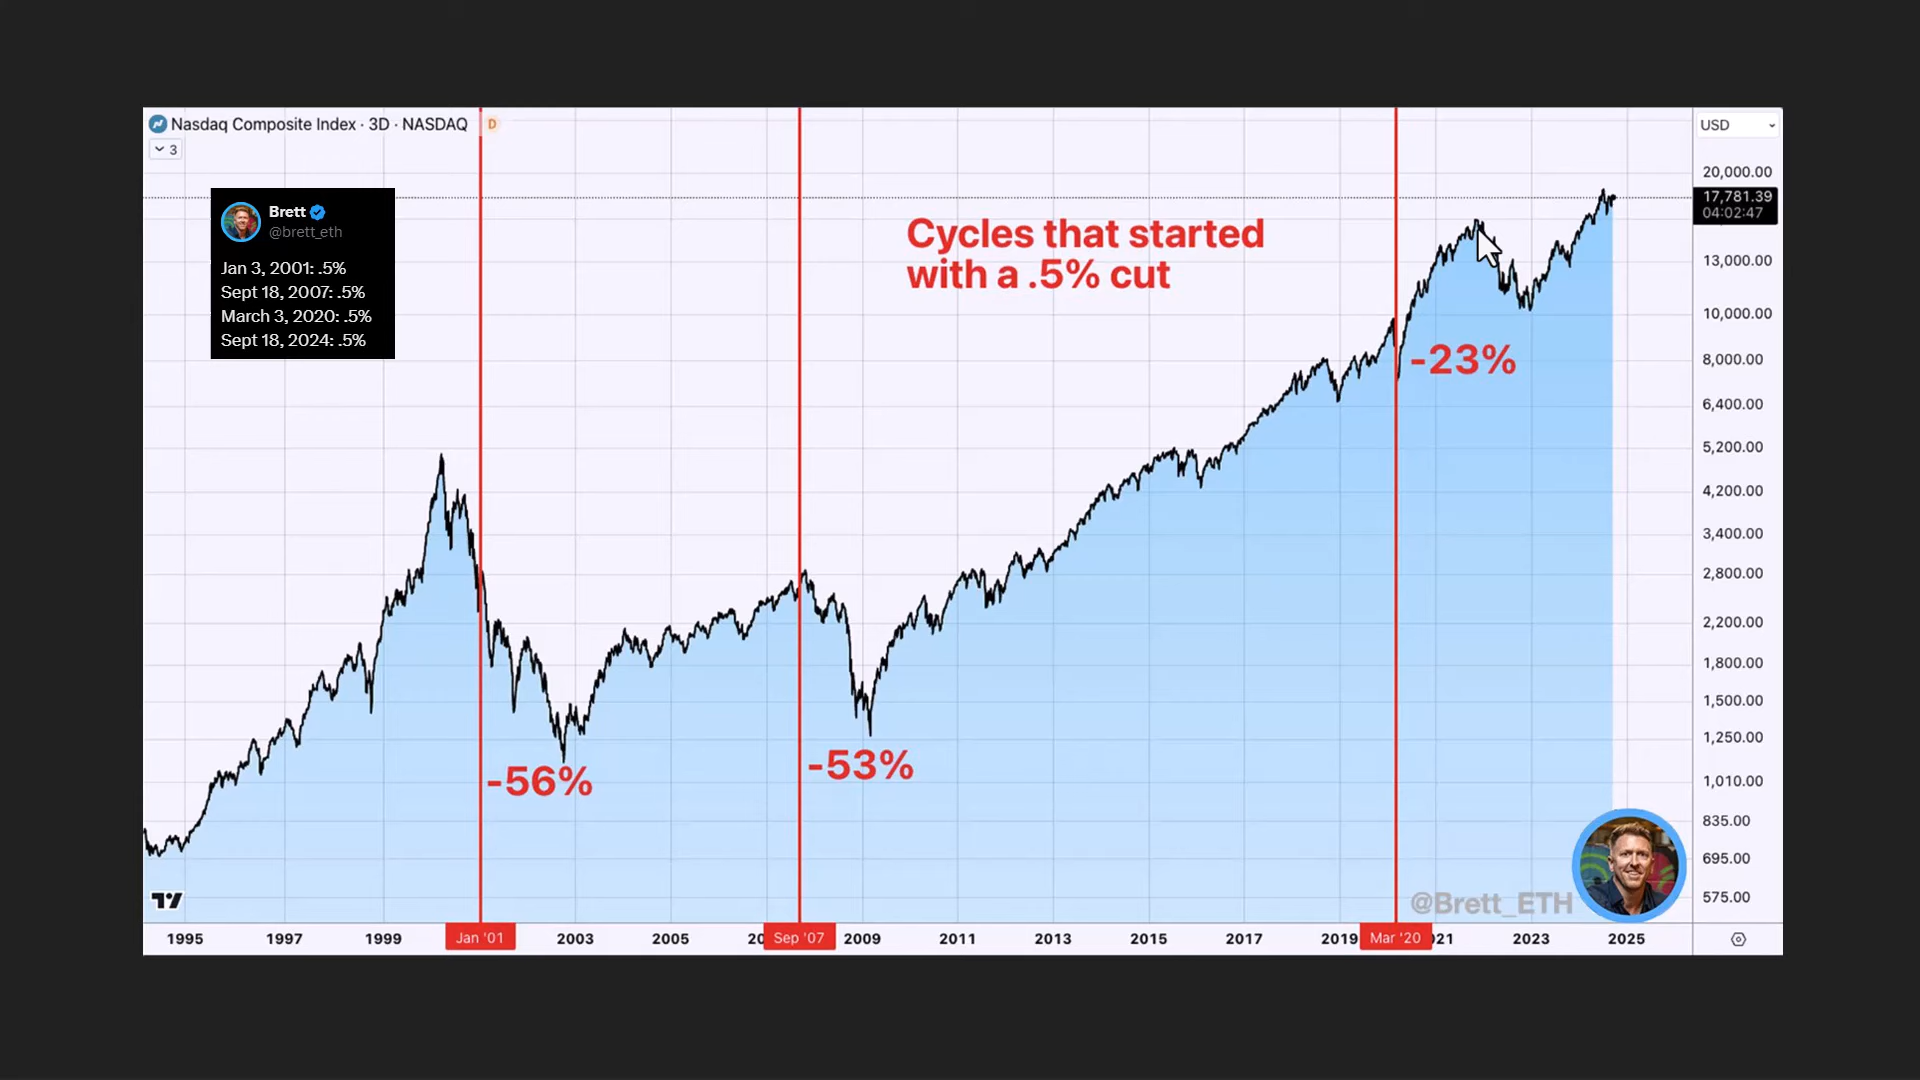 Nasdaq Composite Index · 3D · NASDAQ D
3
USD
Brett
@brett_eth
Jan 3, 2001: .5%
Sept 18, 2007: .5%
March 3, 2020: .5%
Sept 18, 2024: .5%
Cycles that started
with a .5% cut
-56%
-53%
-23%
20,000.00
17,781.39
04:02:47
13,000.00
10,000.00
8,000.00
6,400.00
5,200.00
4,200.00
3,400.00
2,800.00
2,200.00
1,800.00
1,500.00
1,250.00
1,010.00
835.00
695.00
575.00
@Brett_ETH
1995 1997 1999 Jan '01 2003 2005 20 Sep '07 2009 2011 2013 2015 2017 2019 Mar '20 21 2023 2025